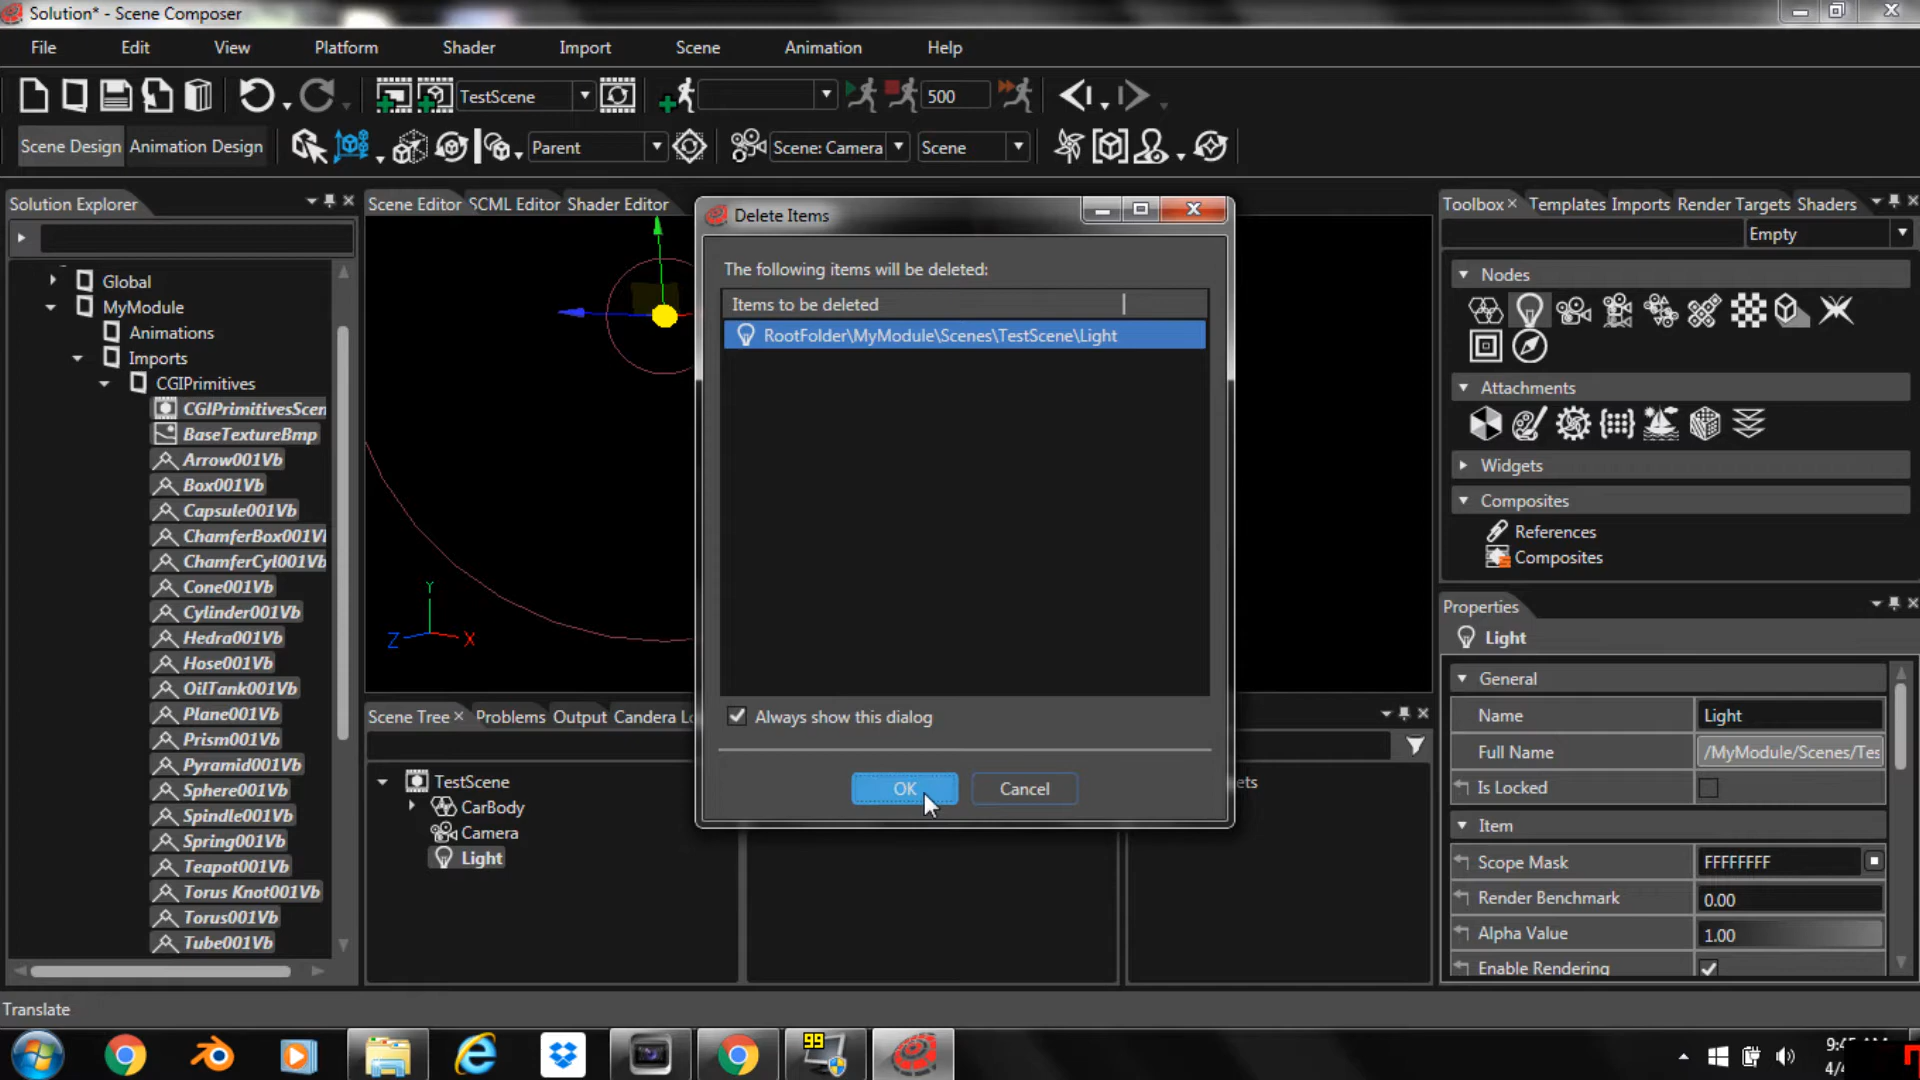 Solution* - Scene Composer
File Edit View Platform Shader Import Scene Animation Help
TestScene 500
Scene Design Animation Design Parent Scene: Camera Scene
Solution Explorer
Global
MyModule
Animations
Imports
CGIPrimitives
CGIPrimitivesScen
BaseTextureBmp
Arrow001Vb
Box001Vb
Capsule001Vb
ChamferBox001Vb
ChamferCyl001Vb
Cone001Vb
Cylinder001Vb
Hedra001Vb
Hose001Vb
OilTank001Vb
Plane001Vb
Prism001Vb
Pyramid001Vb
Sphere001Vb
Spindle001Vb
Spring001Vb
Teapot001Vb
Torus Knot001Vb
Torus001Vb
Tube001Vb
Scene Editor SCML Editor Shader Editor
Y
Z X
Delete Items
The following items will be deleted:
Items to be deleted
RootFolder\MyModule\Scenes\TestScene\Light
Always show this dialog
OK Cancel
Scene Tree Problems Output Candera Lo
TestScene
CarBody
Camera
Light
ets
Toolbox Templates Imports Render Targets Shaders
Empty
Nodes
Attachments
Widgets
Composites
References
Composites
Properties
Light
General
Name Light
Full Name /MyModule/Scenes/Tes
Is Locked
Item
Scope Mask FFFFFFFF
Render Benchmark 0.00
Alpha Value 1.00
Enable Rendering
Translate
99